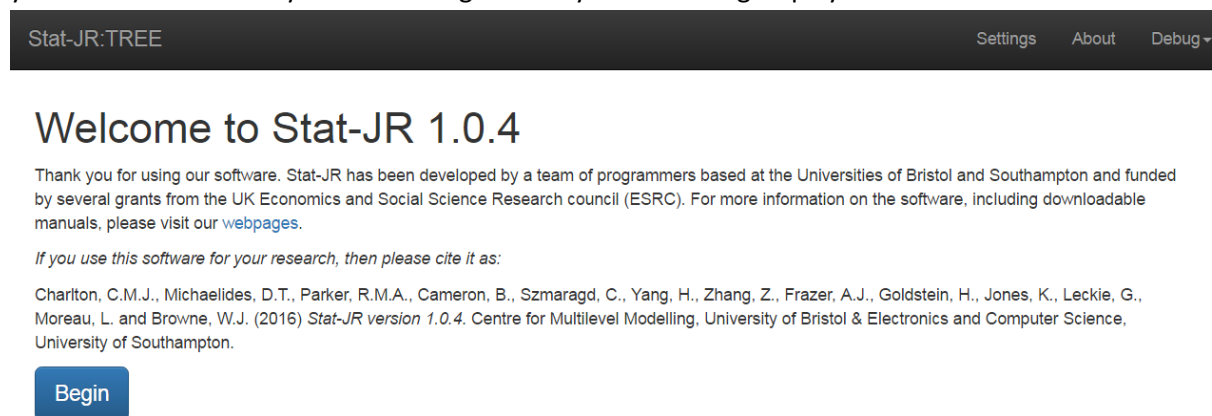 Stat-JR:TREE Settings About Debug
Welcome to Stat-JR 1.0.4
Thank you for using our software. Stat-JR has been developed by a team of programmers based at the Universities of Bristol and Southampton and funded
by several grants from the UK Economics and Social Science Research council (ESRC). For more information on the software, including downloadable
manuals, please visit our webpages.
If you use this software for your research, then please cite it as:
Charlton, C.M.J., Michaelides, D.T., Parker, R.M.A., Cameron, B., Szmaragd, C., Yang, H., Zhang, Z., Frazer, A.J., Goldstein, H., Jones, K., Leckie, G.,
Moreau, L. and Browne, W.J. (2016) Stat-JR version 1.0.4. Centre for Multilevel Modelling, University of Bristol & Electronics and Computer Science,
University of Southampton.
Begin